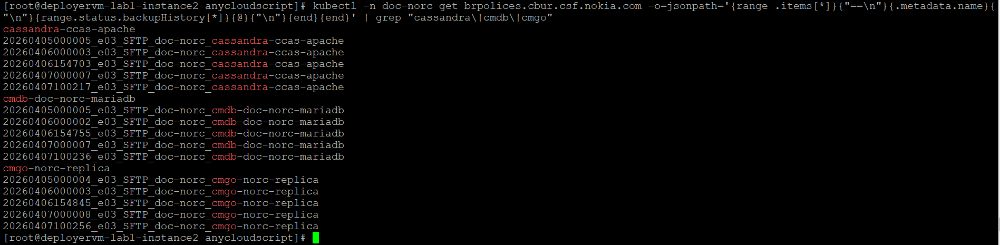 [root@deployervm-lab1-instance2 anycloudscript]# kubectl -n doc-norc get brpolices.cbur.csf.nokia.com -o=jsonpath='{range .items[*]}{"==\n"}{.metadata.name}{
"\n"}{range.status.backupHistory[*]}{@}{"\n"}{end}{end}' | grep "cassandra\|cmdb\|cmgo"
cassandra-ccas-apache
20260405000005_e03_SFTP_doc-norc_cassandra-ccas-apache
20260406000003_e03_SFTP_doc-norc_cassandra-ccas-apache
20260406154703_e03_SFTP_doc-norc_cassandra-ccas-apache
20260407000007_e03_SFTP_doc-norc_cassandra-ccas-apache
20260407100217_e03_SFTP_doc-norc_cassandra-ccas-apache
cmdb-doc-norc-mariadb
20260405000005_e03_SFTP_doc-norc_cmdb-doc-norc-mariadb
20260406000002_e03_SFTP_doc-norc_cmdb-doc-norc-mariadb
20260406154755_e03_SFTP_doc-norc_cmdb-doc-norc-mariadb
20260407000007_e03_SFTP_doc-norc_cmdb-doc-norc-mariadb
20260407100236_e03_SFTP_doc-norc_cmdb-doc-norc-mariadb
cmgo-norc-replica
20260405000004_e03_SFTP_doc-norc_cmgo-norc-replica
20260406000003_e03_SFTP_doc-norc_cmgo-norc-replica
20260406154845_e03_SFTP_doc-norc_cmgo-norc-replica
20260407000008_e03_SFTP_doc-norc_cmgo-norc-replica
20260407100256_e03_SFTP_doc-norc_cmgo-norc-replica
[root@deployervm-lab1-instance2 anycloudscript]#